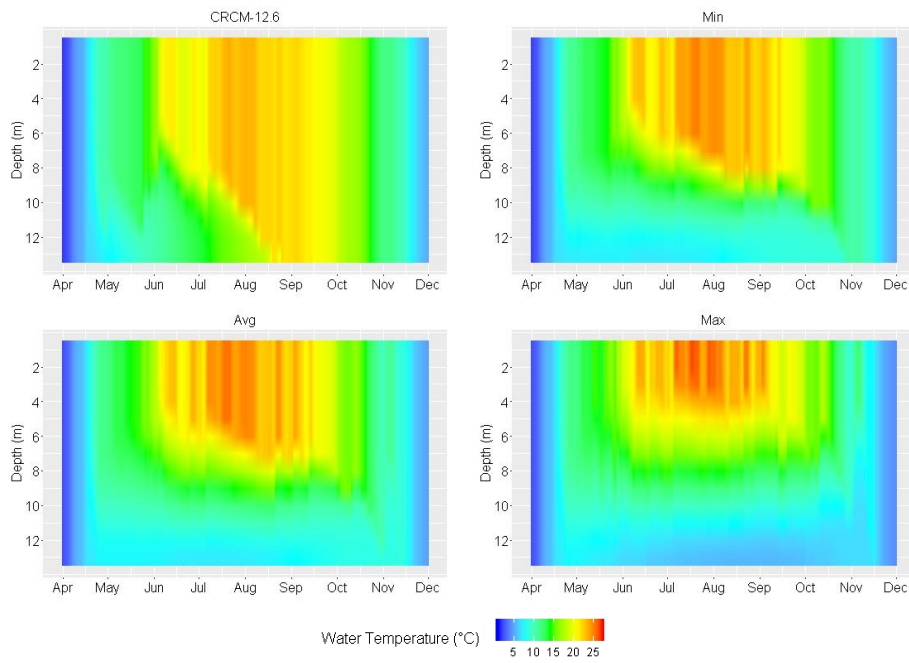 CRCM-12.6
Min
Depth (m)
2
4
6
8
10
12
Apr May Jun Jul Aug Sep Oct Nov Dec
Depth (m)
2
4
6
8
10
12
Apr May Jun Jul Aug Sep Oct Nov Dec
Avg
Max
Depth (m)
2
4
6
8
10
12
Apr May Jun Jul Aug Sep Oct Nov Dec
Depth (m)
2
4
6
8
10
12
Apr May Jun Jul Aug Sep Oct Nov Dec
Water Temperature (°C)
5 10 15 20 25